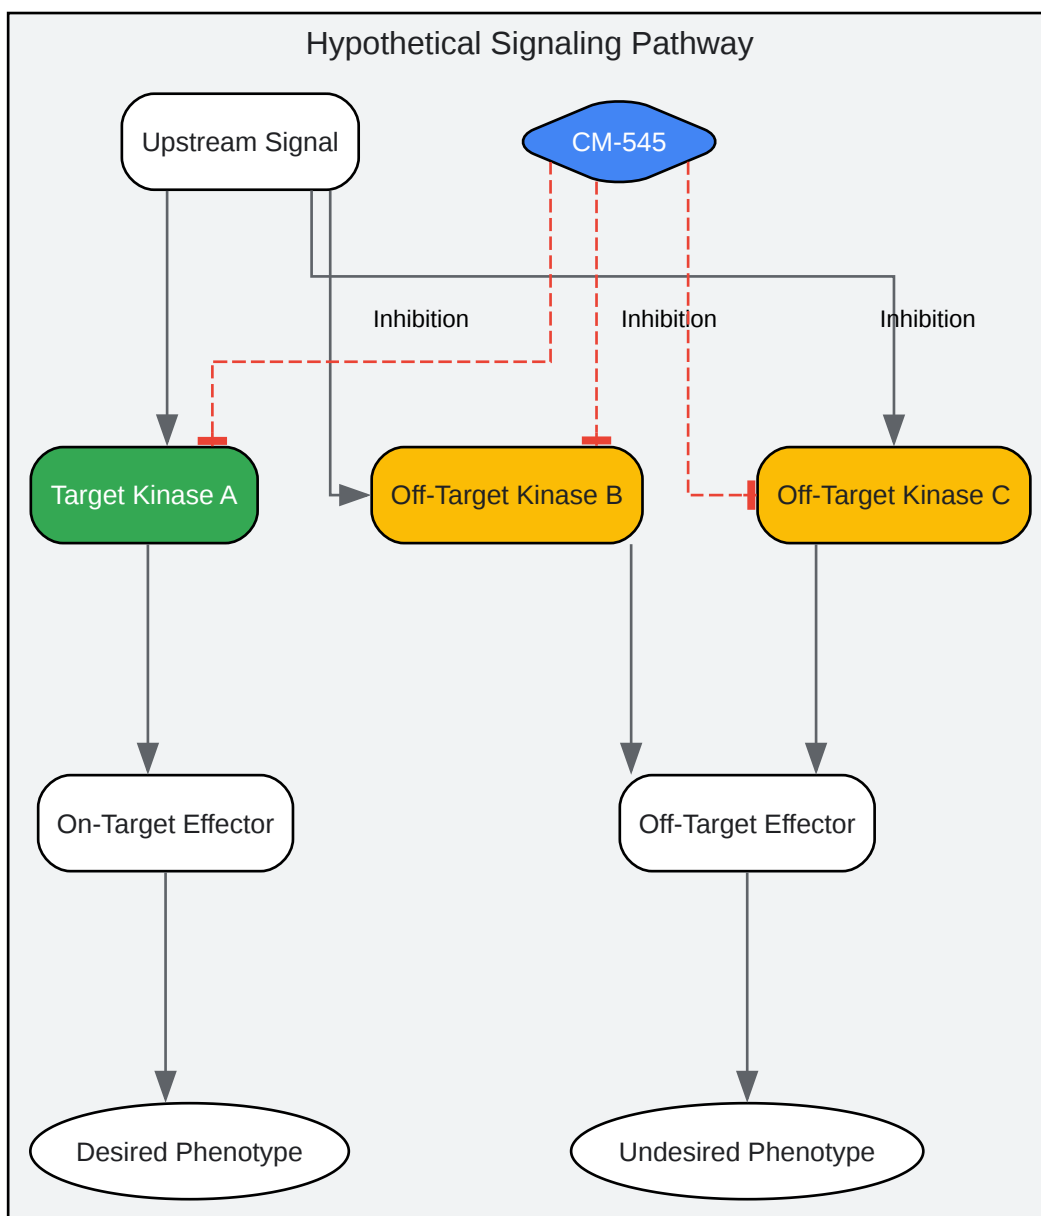 Hypothetical Signaling Pathway
Upstream Signal
CM-545
Inhibition
Inhibition
Inhibition
Target Kinase A
Off-Target Kinase B
Off-Target Kinase C
On-Target Effector
Off-Target Effector
Desired Phenotype
Undesired Phenotype